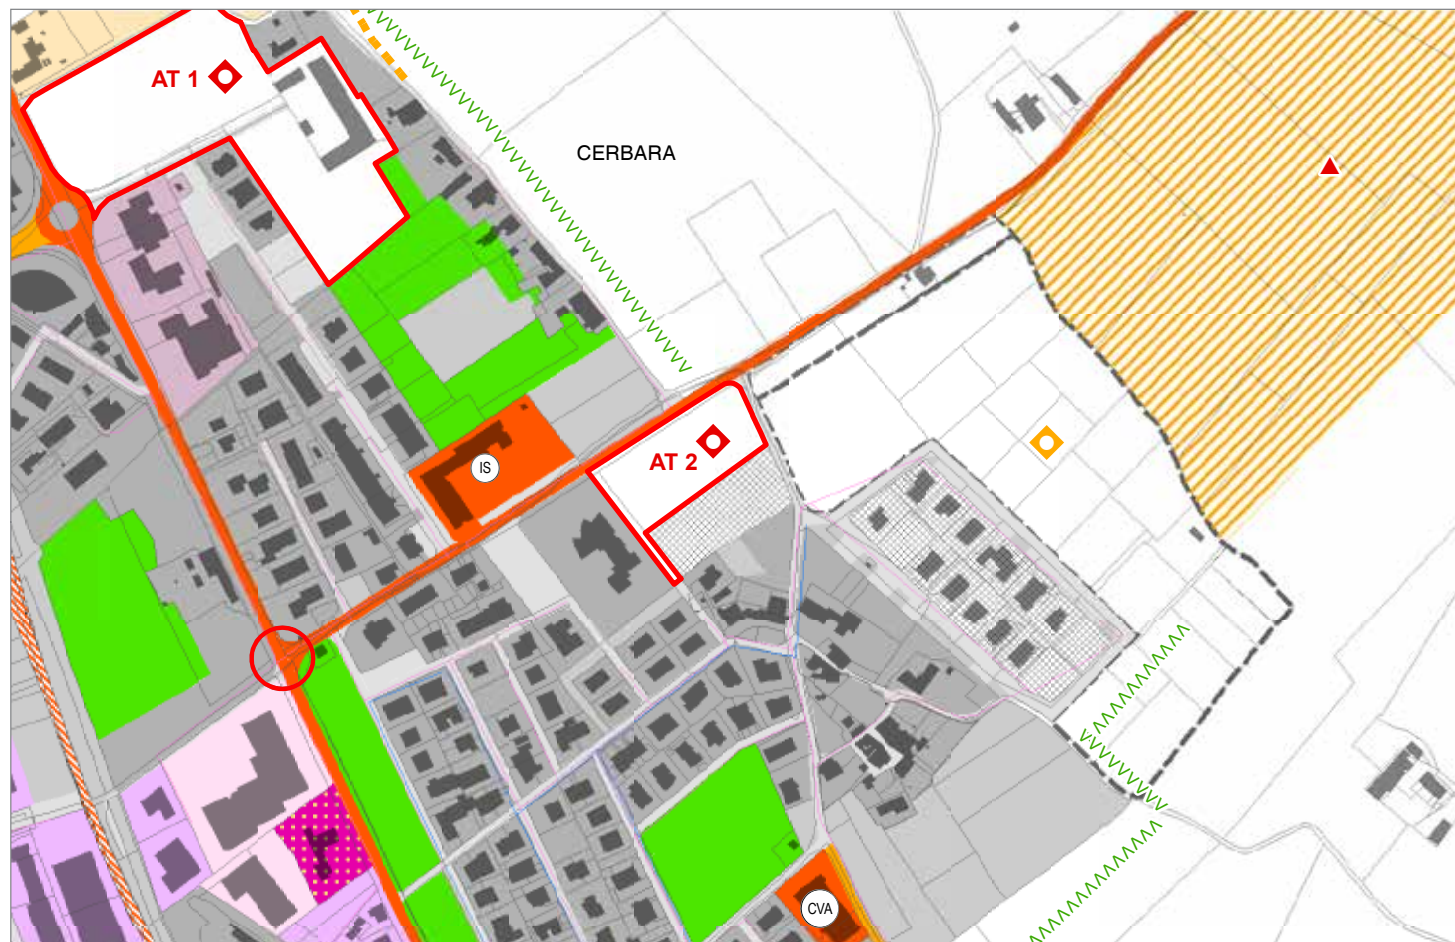 AT 1
CERBARA
AT 2
IS
CVA